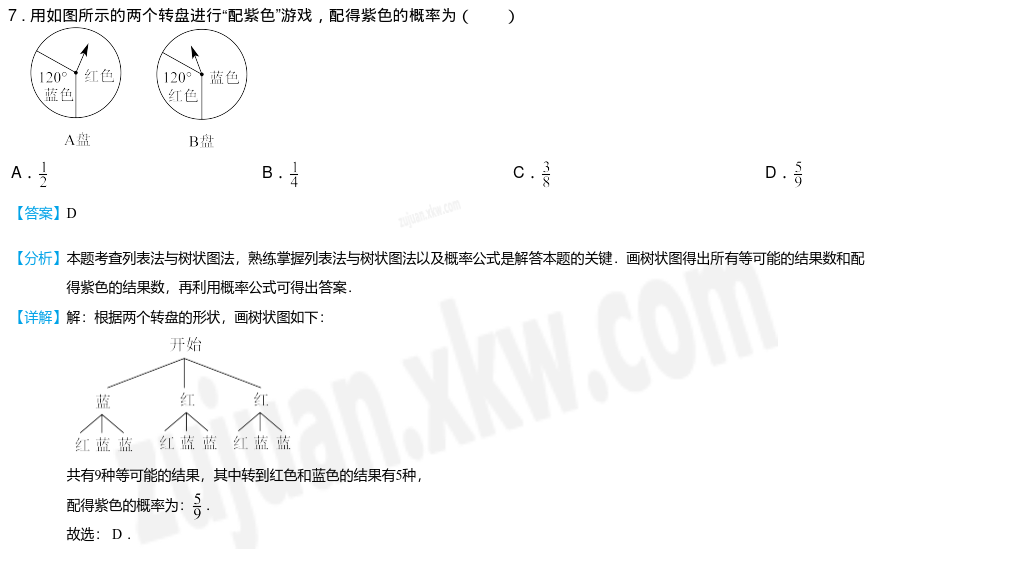 7．用如图所示的两个转盘进行“配紫色”游戏，配得紫色的概率为（　　）
120° 红色 蓝色
120° 蓝色 红色
A盘 B盘
A．1/2 B．1/4 C．3/8 D．5/9
【答案】D
zujuan.xkw.com
【分析】本题考查列表法与树状图法，熟练掌握列表法与树状图法以及概率公式是解答本题的关键．画树状图得出所有等可能的结果数和配
得紫色的结果数，再利用概率公式可得出答案．
【详解】解：根据两个转盘的形状，画树状图如下：
开始
蓝 红 红
红 蓝 蓝 红 蓝 蓝 红 蓝 蓝
共有9种等可能的结果，其中转到红色和蓝色的结果有5种，
配得紫色的概率为：5/9．
故选：D．
zujuan.xkw.com